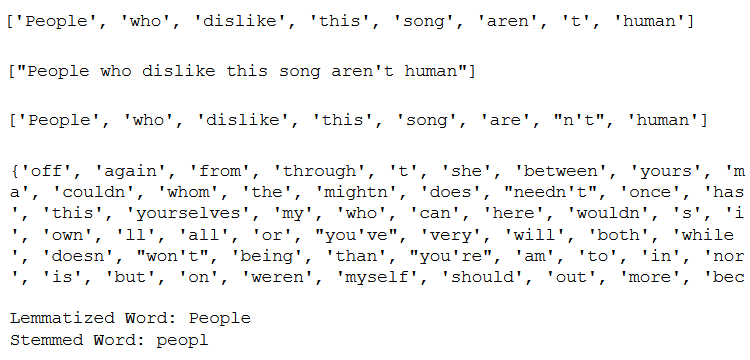 ['People', 'who', 'dislike', 'this', 'song', 'aren', 't', 'human']
["People who dislike this song aren't human"]
['People', 'who', 'dislike', 'this', 'song', 'are', "n't", 'human']
{'off', 'again', 'from', 'through', 't', 'she', 'between', 'yours', 'm
a', 'couldn', 'whom', 'the', 'mightn', 'does', "needn't", 'once', 'has
', 'this', 'yourselves', 'my', 'who', 'can', 'here', 'wouldn', 's', 'i
', 'own', 'll', 'all', 'or', "you've", 'very', 'will', 'both', 'while
', 'doesn', "won't", 'being', 'than', "you're", 'am', 'to', 'in', 'nor
', 'is', 'but', 'on', 'weren', 'myself', 'should', 'out', 'more', 'bec
Lemmatized Word: People
Stemmed Word: peopl